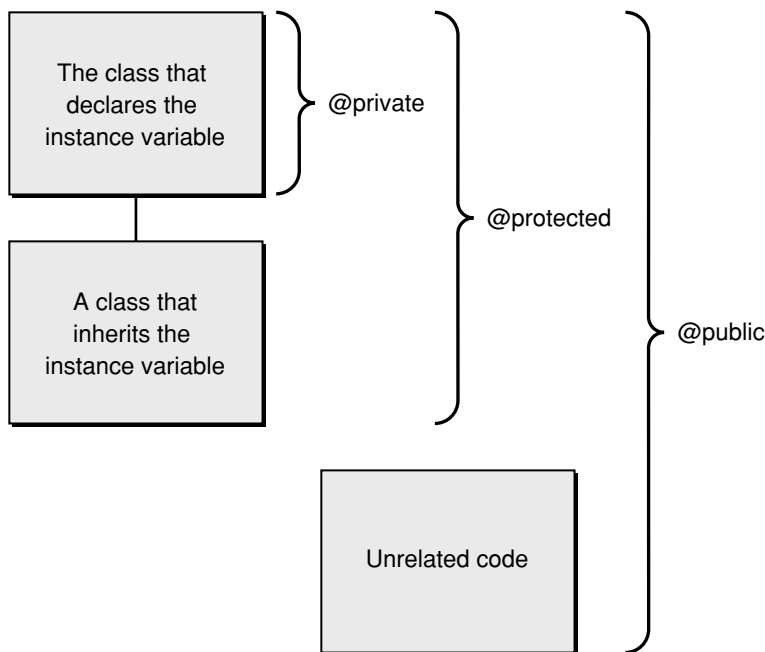 The class that
declares the
instance variable
@private
@protected
A class that
inherits the
instance variable
@public
Unrelated code